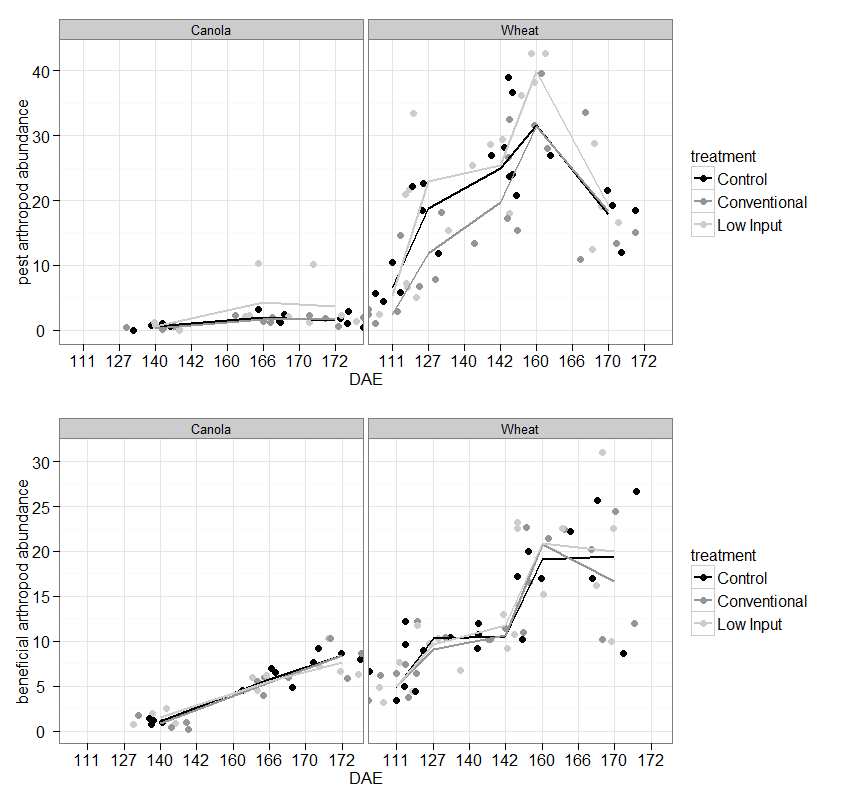 Canola Wheat
pest arthropod abundance
40
30
20
10
0
111 127 140 142 160 166 170 172 111 127 140 142 160 166 170 172
DAE
treatment
Control
Conventional
Low Input
Canola Wheat
beneficial arthropod abundance
30
25
20
15
10
5
0
111 127 140 142 160 166 170 172 111 127 140 142 160 166 170 172
DAE
treatment
Control
Conventional
Low Input